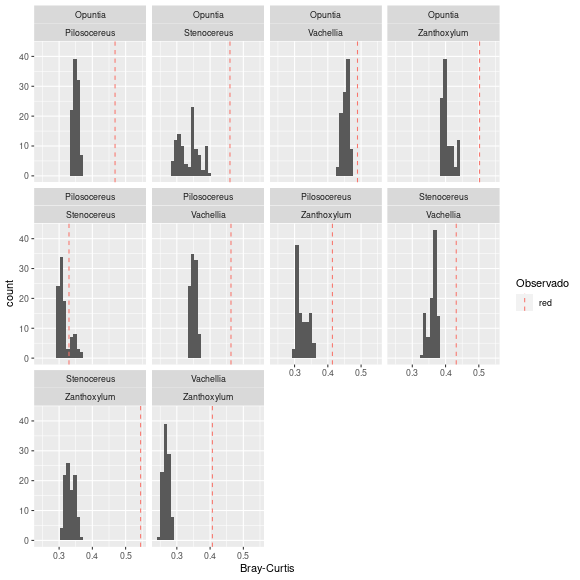 Opuntia Opuntia Opuntia Opuntia
Pilosocereus Stenocereus Vachellia Zanthoxylum
40
30
20
10
0
Pilosocereus Pilosocereus Pilosocereus Stenocereus
Stenocereus Vachellia Zanthoxylum Vachellia
40
30
20
10
0
0.3 0.4 0.5 0.3 0.4 0.5
count
Observado
red
Stenocereus Vachellia
Zanthoxylum Zanthoxylum
40
30
20
10
0
0.3 0.4 0.5 0.3 0.4 0.5
Bray-Curtis